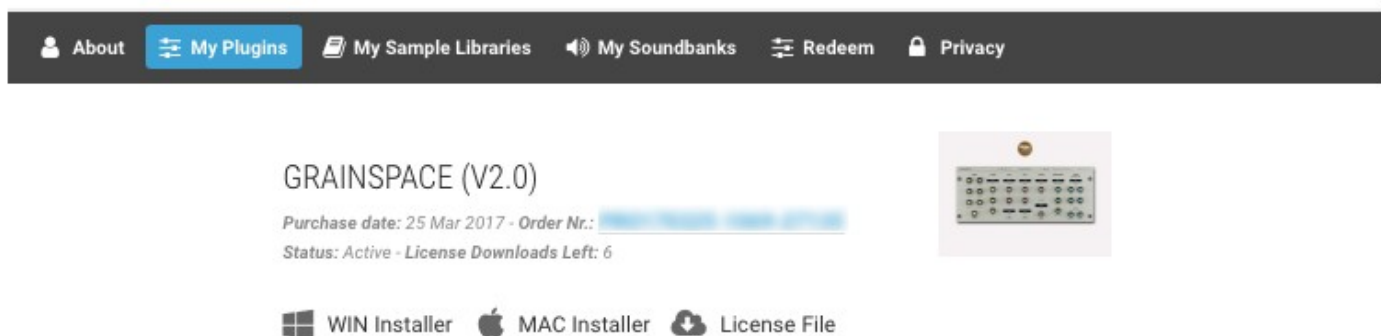 About My Plugins My Sample Libraries My Soundbanks Redeem Privacy
GRAINSPACE (V2.0)
Purchase date: 25 Mar 2017 - Order Nr.:
Status: Active - License Downloads Left: 6
WIN Installer MAC Installer License File